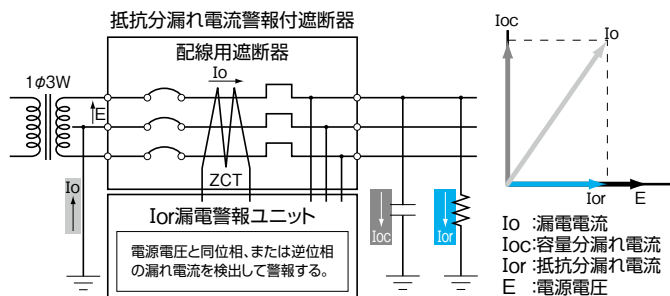 抵抗分漏れ電流警報付遮断器
配線用遮断器
Io
1φ3W
E
ZCT
Io
Ior漏電警報ユニット
電源電圧と同位相、または逆位相
の漏れ電流を検出して警報する。
Ioc
Ior
Ioc
Io
Ior
E
Io :漏電電流
Ioc:容量分漏れ電流
Ior:抵抗分漏れ電流
E :電源電圧